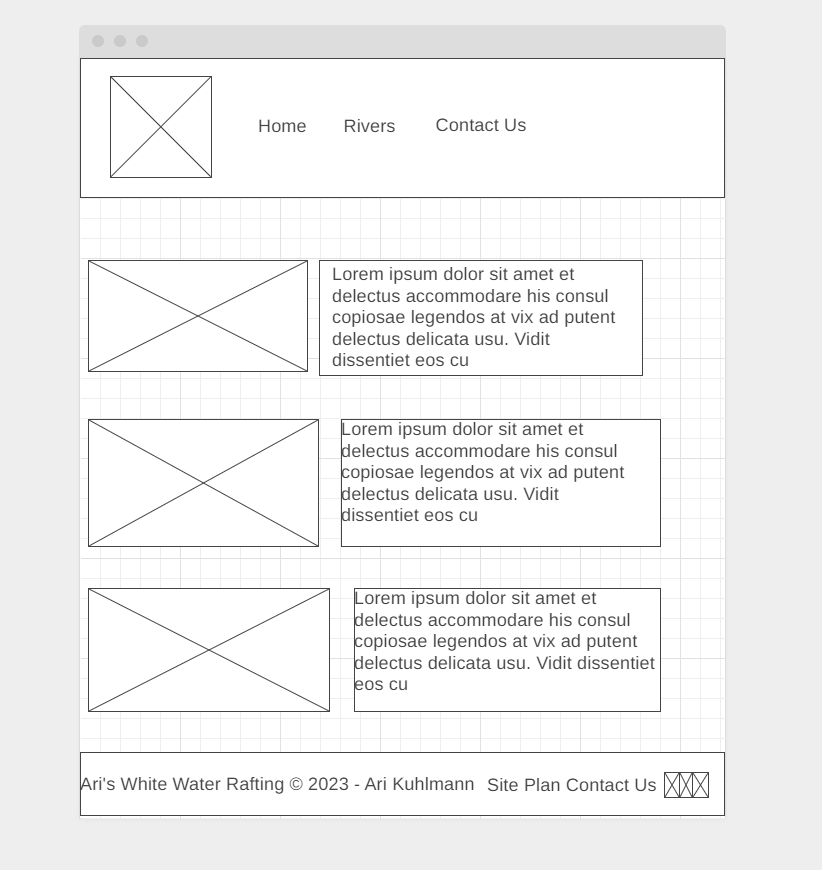 Home Rivers Contact Us
Lorem ipsum dolor sit amet et
delectus accommodare his consul
copiosae legendos at vix ad putent
delectus delicata usu. Vidit
dissentiet eos cu
Lorem ipsum dolor sit amet et
delectus accommodare his consul
copiosae legendos at vix ad putent
delectus delicata usu. Vidit
dissentiet eos cu
Lorem ipsum dolor sit amet et
delectus accommodare his consul
copiosae legendos at vix ad putent
delectus delicata usu. Vidit dissentiet
eos cu
Ari's White Water Rafting © 2023 - Ari Kuhlmann Site Plan Contact Us